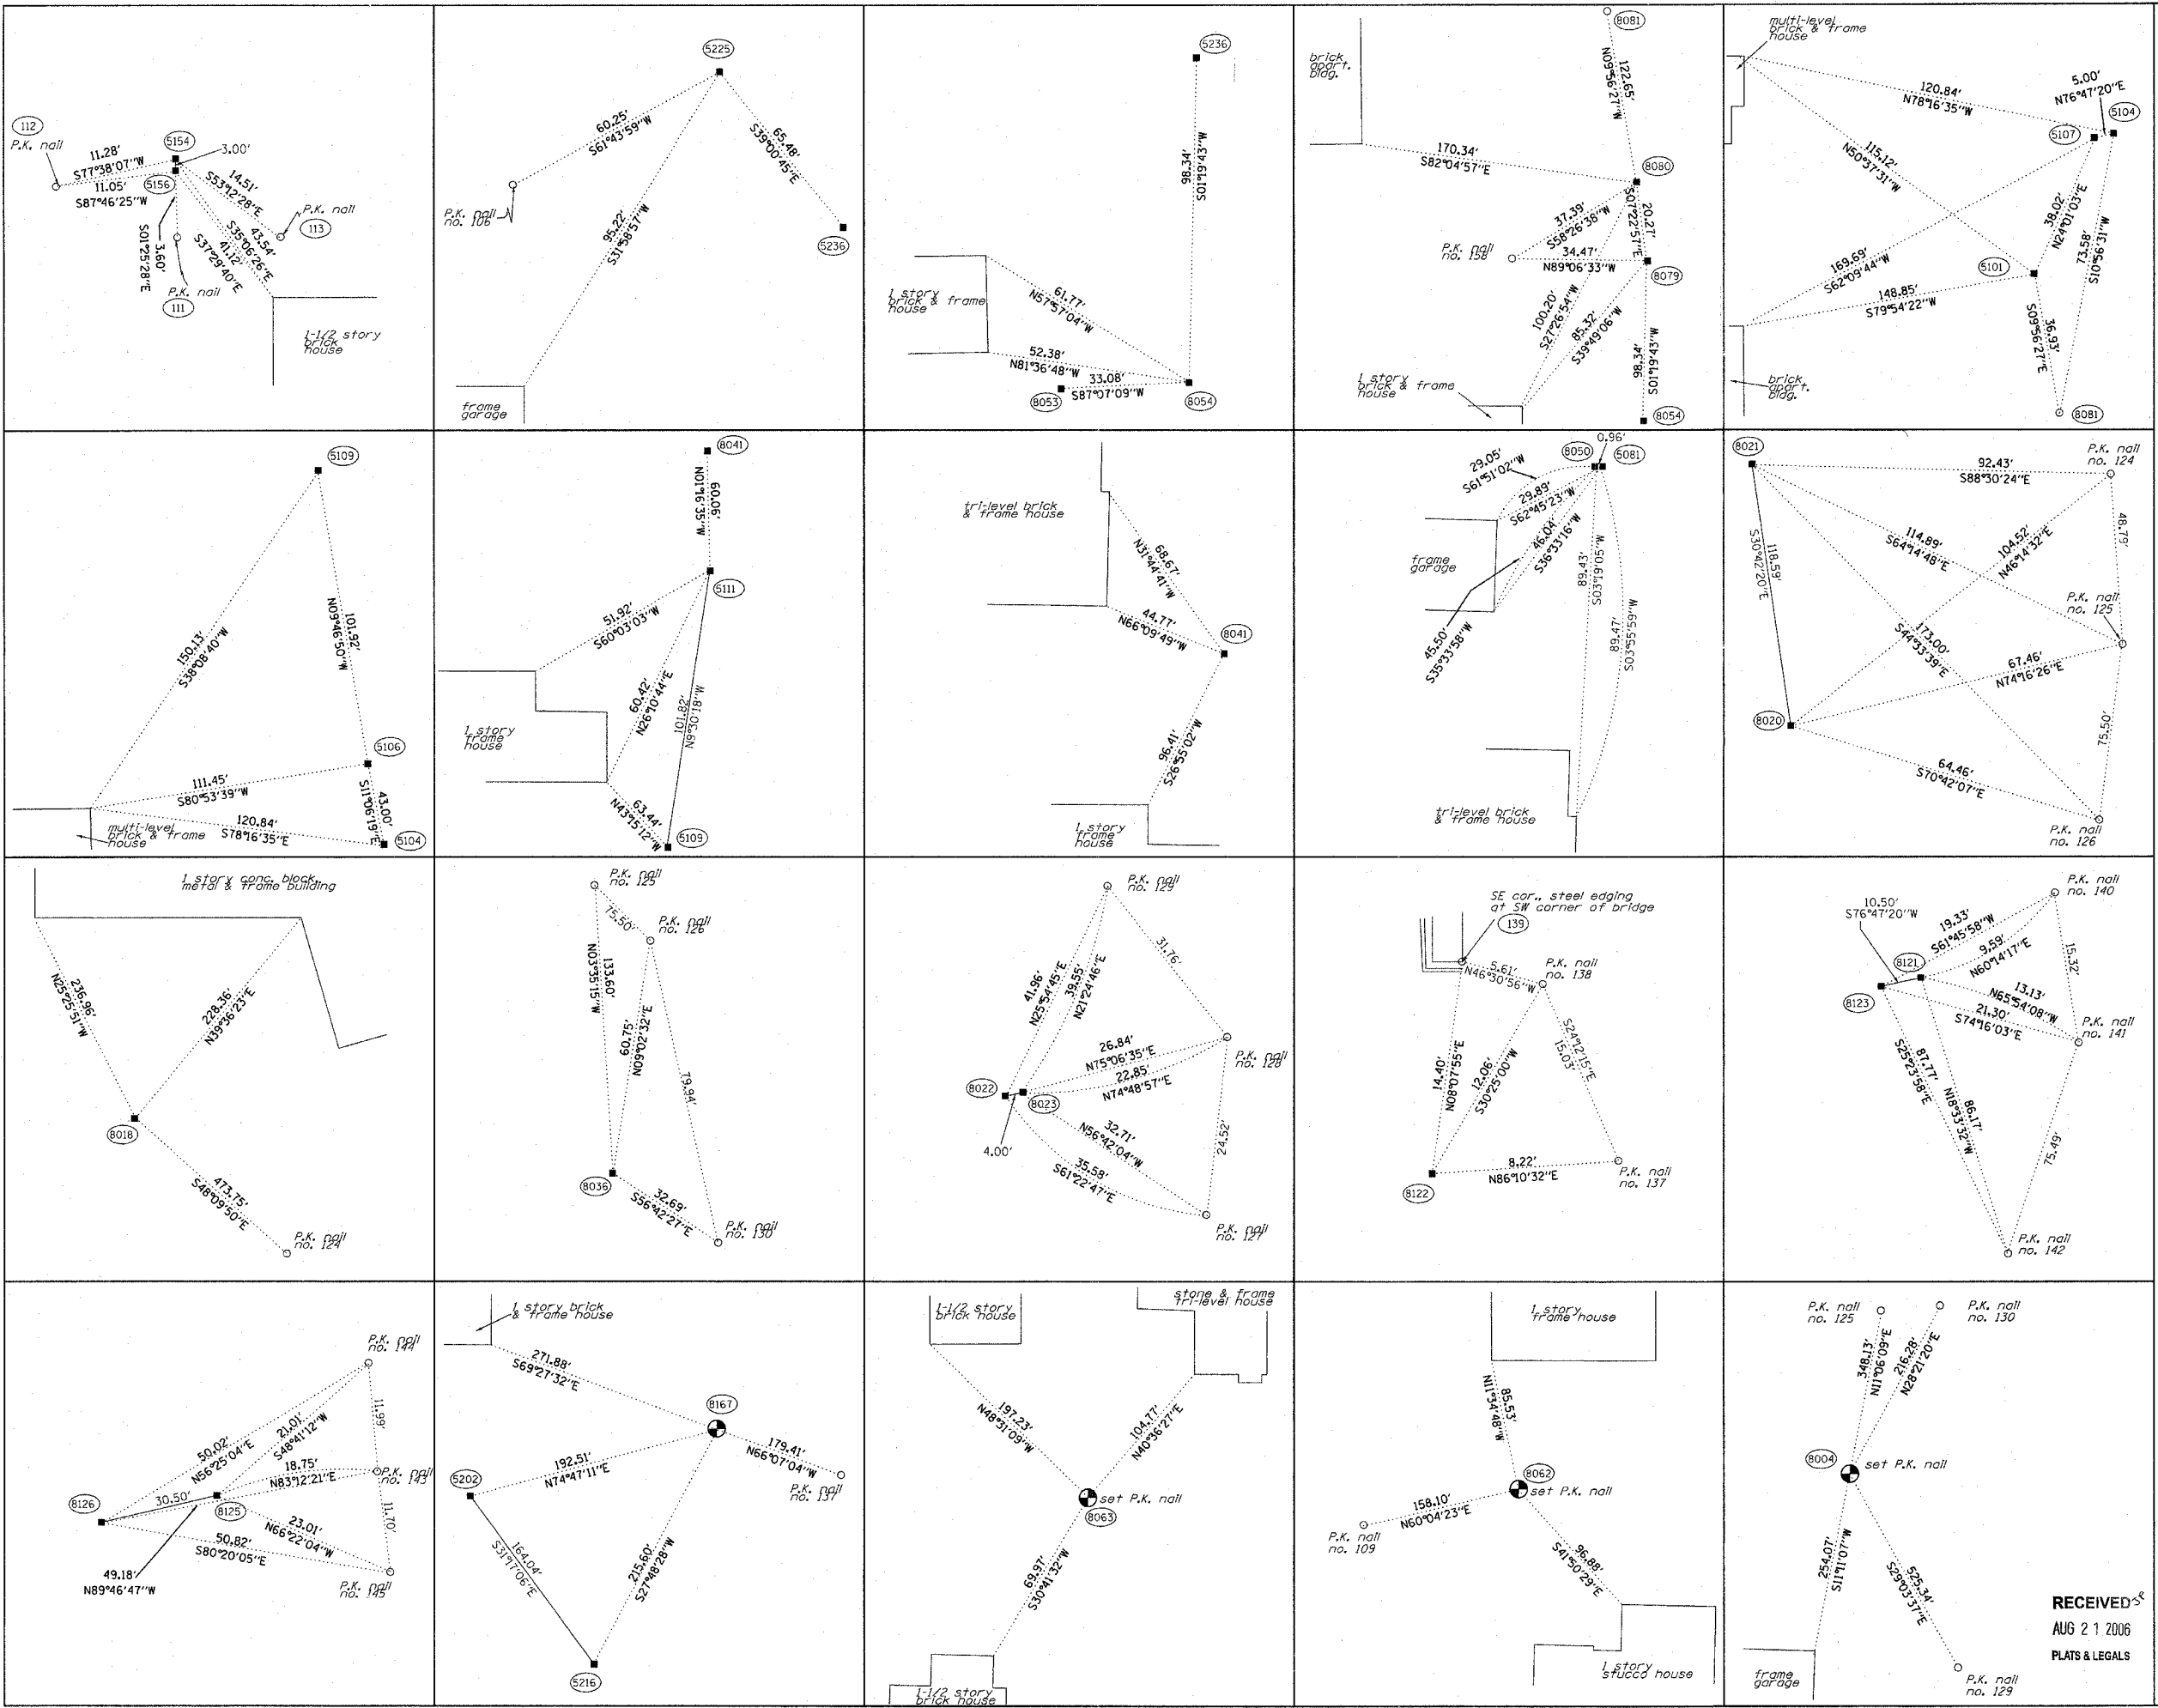 112
P.K. nail
5154
3.00'
11.28'
S77°38'07"W
11.05'
S87°46'25"W
5156
14.51'
S53°12'28"E
P.K. nail
113
43.54'
S35°06'26"E
41.12'
S37°29'40"E
3.60'
S01°25'28"E
P.K. nail
111
1-1/2 story
brick
house
5225
60.25'
S61°43'59"W
65.48'
S39°00'45"E
P.K. nail
no. 106
95.22'
S31°58'57"W
5236
frame
garage
5236
98.34'
S01°19'43"W
1 story
brick & frame
house
61.77'
N57°57'04"W
52.38'
N81°36'48"W
33.08'
S87°07'09"W
8053
8054
8081
brick
apart.
bldg.
122.65'
N09°56'27"W
170.34'
S82°04'57"E
8080
37.39'
S58°26'38"W
20.27'
S07°22'57"E
P.K. nail
no. 158
34.47'
N89°06'33"W
8079
100.20'
S27°26'54"W
85.32'
S39°49'06"W
98.34'
S01°19'43"W
1 story
brick & frame
house
8054
multi-level
brick & frame
house
120.84'
N78°16'35"W
5.00'
N76°47'20"E
5104
5107
115.12'
N50°37'31"W
38.02'
N24°01'03"E
73.58'
S10°56'31"W
169.69'
S62°09'44"W
5101
148.85'
S79°54'22"W
36.93'
S09°56'27"E
brick
apart.
bldg.
8081
5109
150.13'
S38°08'40"W
101.92'
N09°46'50"W
5106
111.45'
S80°53'39"W
43.00'
S11°06'19"E
120.84'
S78°16'35"E
multi-level
brick & frame
house
5104
8041
60.06'
N01°16'35"W
5111
51.92'
S60°03'03"W
60.42'
N26°10'44"E
101.82'
N9°30'18"W
1 story
frame
house
63.44'
N43°15'12"W
5109
tri-level brick
& frame house
68.67'
N31°44'41"W
44.77'
N66°09'49"W
8041
96.41'
S26°55'02"W
1 story
frame
house
0.96'
8050
5081
29.05'
S61°51'02"W
29.89'
S62°45'23"W
46.04'
S36°33'16"W
frame
garage
45.50'
S35°33'58"W
89.43'
S03°19'05"W
89.47'
S03°55'59"W
tri-level brick
& frame house
8021
92.43'
S88°30'24"E
P.K. nail
no. 124
118.59'
S30°42'20"E
114.89'
S64°14'48"E
104.52'
N46°14'32"E
48.79'
P.K. nail
no. 125
173.00'
S44°33'39"E
67.46'
N74°16'26"E
8020
64.46'
S70°42'07"E
75.50'
P.K. nail
no. 126
1 story conc. block,
metal & frame building
236.96'
N25°25'51"W
228.36'
N39°36'23"E
8018
473.75'
S48°09'50"E
P.K. nail
no. 124
P.K. nail
no. 125
75.50'
P.K. nail
no. 126
133.60'
N03°35'15"W
60.75'
N09°02'32"E
79.94'
8036
32.69'
S56°42'27"E
P.K. nail
no. 130
P.K. nail
no. 129
41.96'
N25°54'45"E
39.55'
N21°24'46"E
31.76'
26.84'
N75°06'35"E
22.85'
N74°48'57"E
P.K. nail
no. 128
8022
8023
4.00'
32.71'
N56°42'04"W
35.58'
S61°22'47"E
24.52'
P.K. nail
no. 127
SE cor., steel edging
at SW corner of bridge
139
5.61'
N46°30'56"W
P.K. nail
no. 138
14.40'
N08°07'55"E
12.06'
S30°25'00"W
S24°12'15"E
15.03'
8.22'
N86°10'32"E
8122
P.K. nail
no. 137
10.50'
S76°47'20"W
P.K. nail
no. 140
19.33'
S61°45'58"W
9.59'
N60°14'17"E
15.32'
8121
8123
13.13'
N65°54'08"W
21.30'
S74°16'03"E
P.K. nail
no. 141
87.77'
S25°23'58"E
86.17'
N18°33'32"W
75.49'
P.K. nail
no. 142
P.K. nail
no. 144
50.02'
N56°25'04"E
21.01'
S48°41'12"W
11.99'
18.75'
N83°12'21"E
P.K. nail
no. 143
30.50'
8126
8125
23.01'
N66°22'04"W
11.70'
50.82'
S80°20'05"E
49.18'
N89°46'47"W
P.K. nail
no. 145
1 story brick
& frame house
271.88'
S69°27'32"E
8167
192.51'
N74°47'11"E
179.41'
N66°07'04"W
P.K. nail
no. 137
5202
164.04'
S31°17'06"E
215.60'
S27°48'28"W
5216
1-1/2 story
brick house
stone & frame
tri-level house
197.23'
N48°31'09"W
104.77'
N40°36'27"E
set P.K. nail
8063
69.97'
S30°41'32"W
1-1/2 story
brick house
1 story
frame house
85.53'
N11°34'48"W
8062
set P.K. nail
158.10'
N60°04'23"E
P.K. nail
no. 109
96.88'
S41°50'29"E
1 story
stucco house
P.K. nail
no. 125
P.K. nail
no. 130
348.13'
N11°06'09"E
216.28'
N28°21'20"E
8004
set P.K. nail
254.07'
S11°11'07"W
525.34'
S29°03'37"E
frame
garage
P.K. nail
no. 129
RECEIVED
AUG 21 2006
PLATS & LEGALS